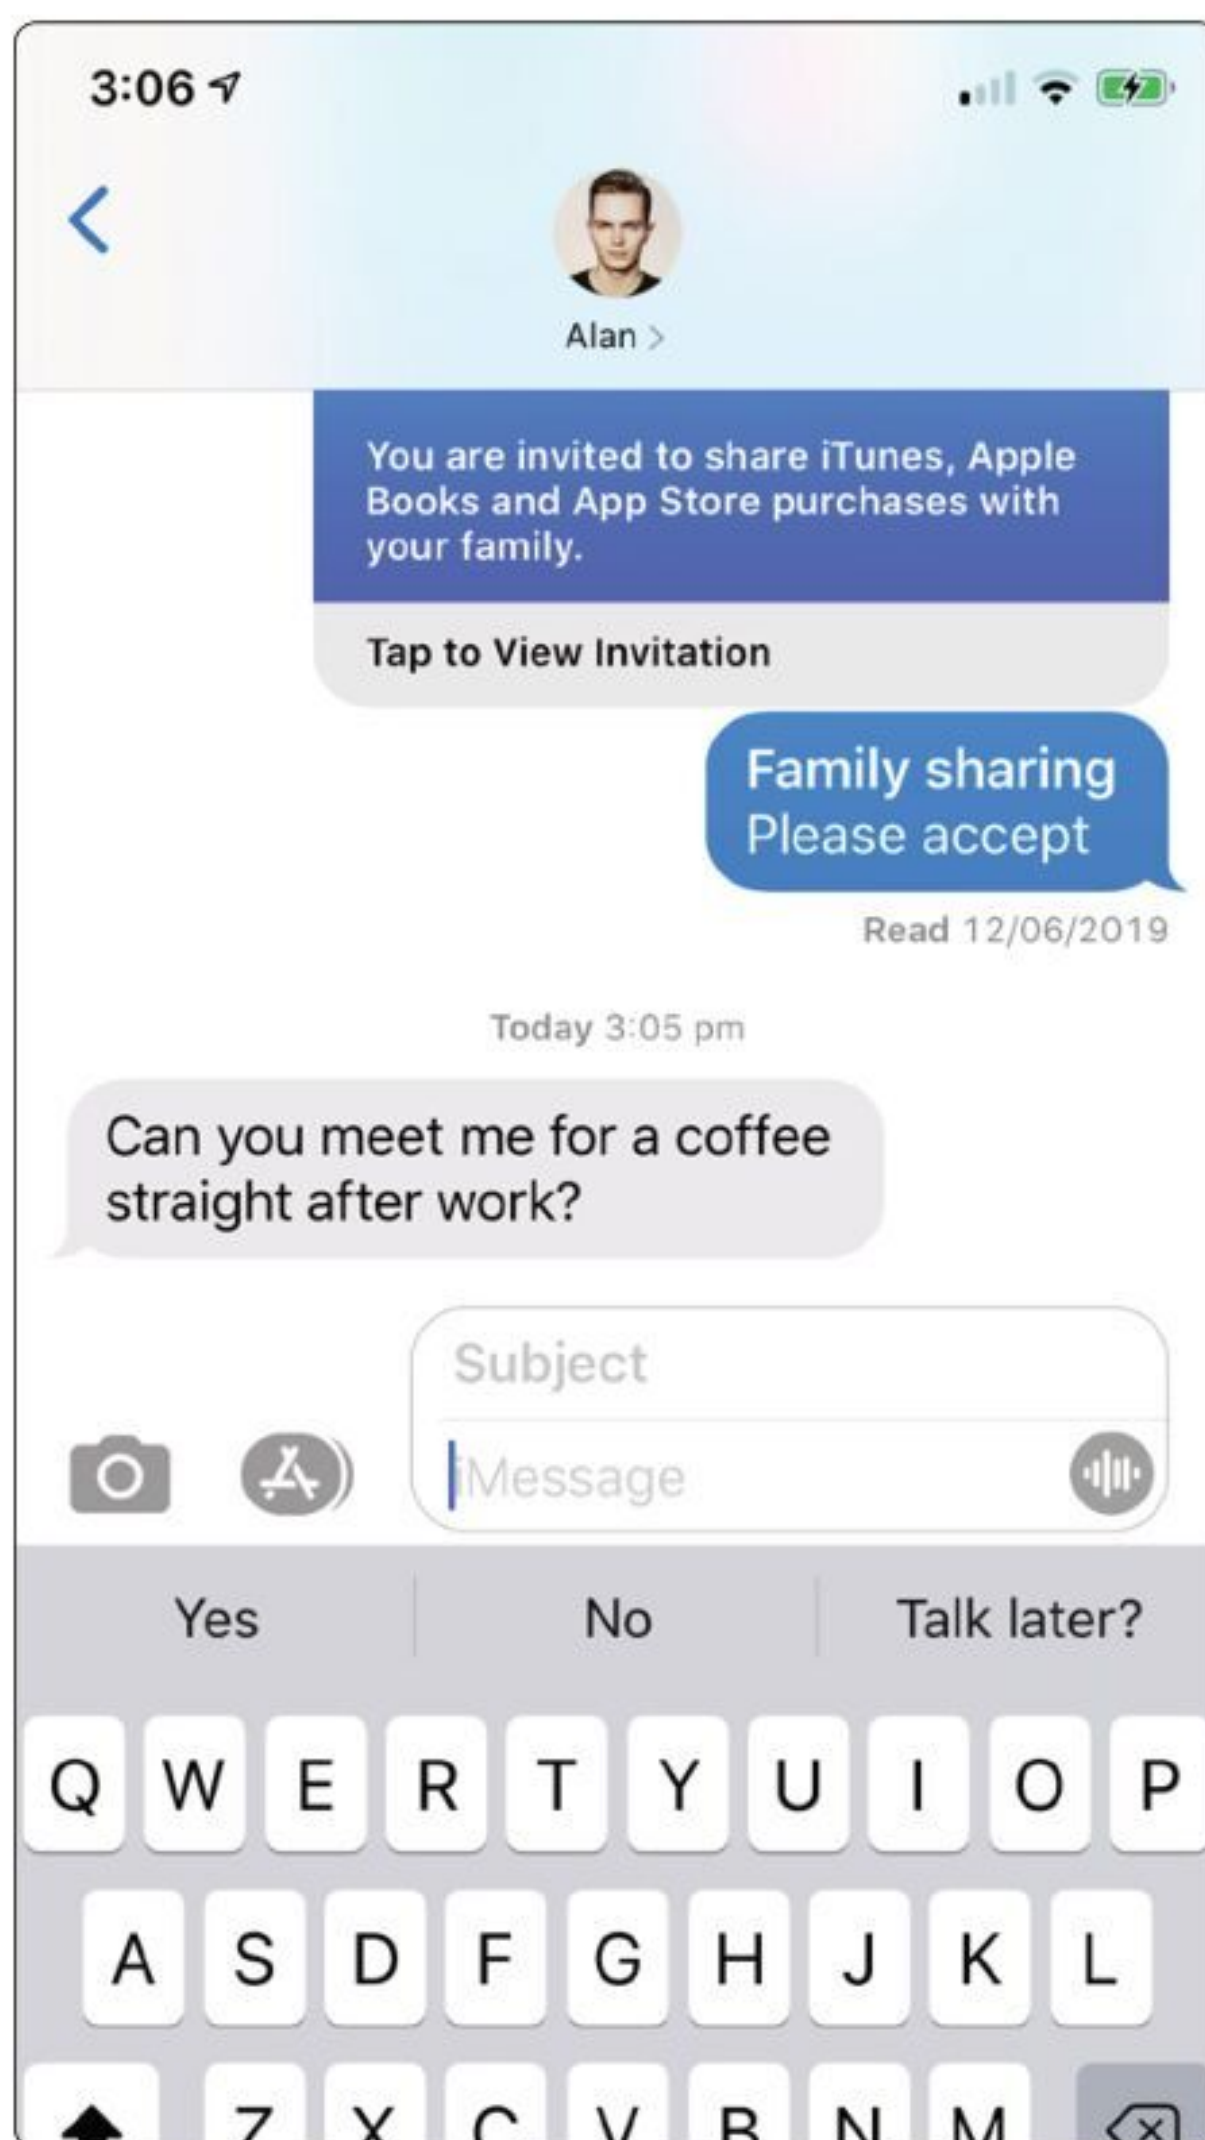 3:06
Alan >
You are invited to share iTunes, Apple
Books and App Store purchases with
your family.
Tap to View Invitation
Family sharing
Please accept
Read 12/06/2019
Today 3:05 pm
Can you meet me for a coffee
straight after work?
Subject
iMessage
Yes No Talk later?
Q W E R T Y U I O P
A S D F G H J K L
Z X C V B N M